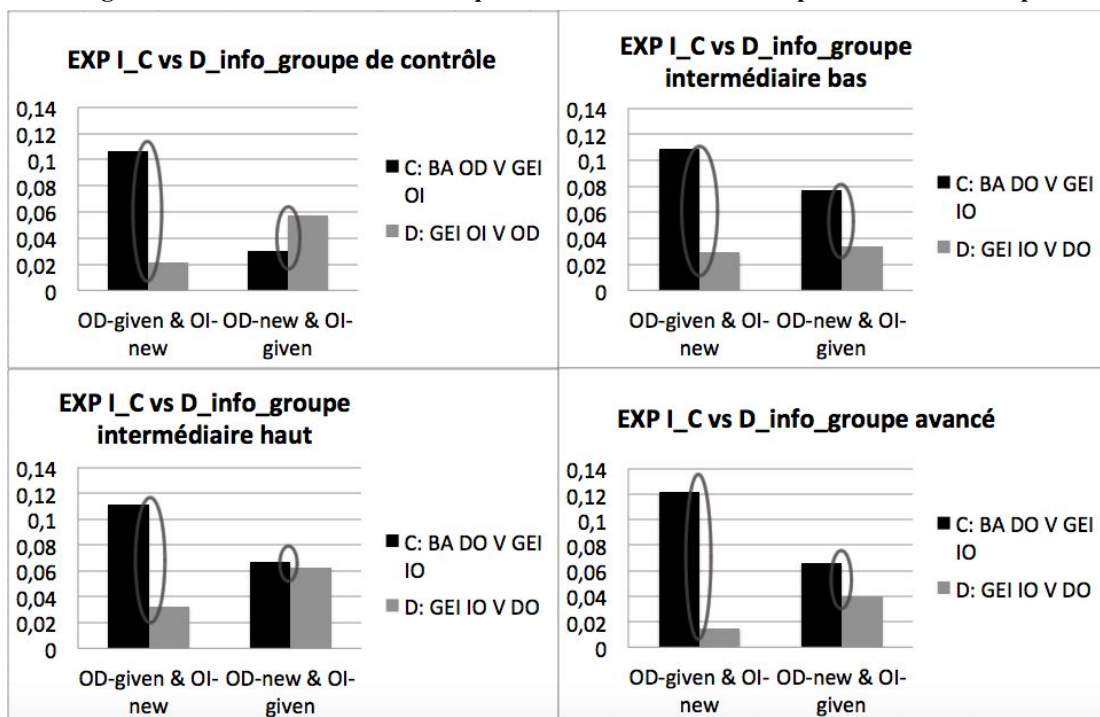 EXP I_C vs D_info_groupe de contrôle
0,14
0,12
0,1
0,08
0,06
0,04
0,02
0
OD-given & OI-
new
OD-new & OI-
given
C: BA OD V GEI
OI
D: GEI OI V OD
EXP I_C vs D_info_groupe
intermédiaire bas
0,14
0,12
0,1
0,08
0,06
0,04
0,02
0
OD-given & OI-
new
OD-new & OI-
given
C: BA DO V GEI
IO
D: GEI IO V DO
EXP I_C vs D_info_groupe
intermédiaire haut
0,14
0,12
0,1
0,08
0,06
0,04
0,02
0
OD-given & OI-
new
OD-new & OI-
given
C: BA DO V GEI
IO
D: GEI IO V DO
EXP I_C vs D_info_groupe avancé
0,14
0,12
0,1
0,08
0,06
0,04
0,02
0
OD-given & OI-
new
OD-new & OI-
given
C: BA DO V GEI
IO
D: GEI IO V DO